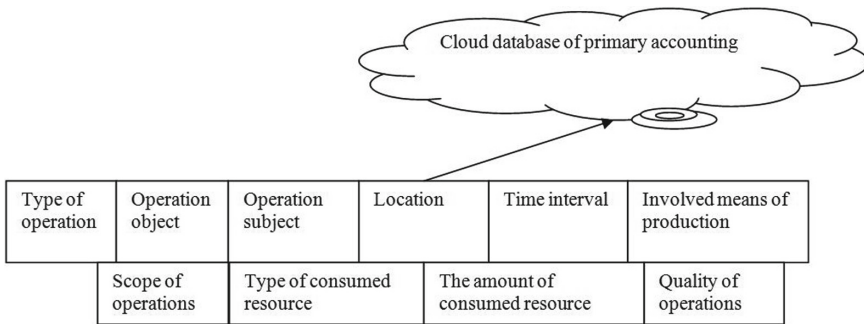 Cloud database of primary accounting
Type of
operation
Operation
object
Operation
subject
Location
Time interval
Involved means of
production
Scope of
operations
Type of consumed
resource
The amount of
consumed resource
Quality of
operations